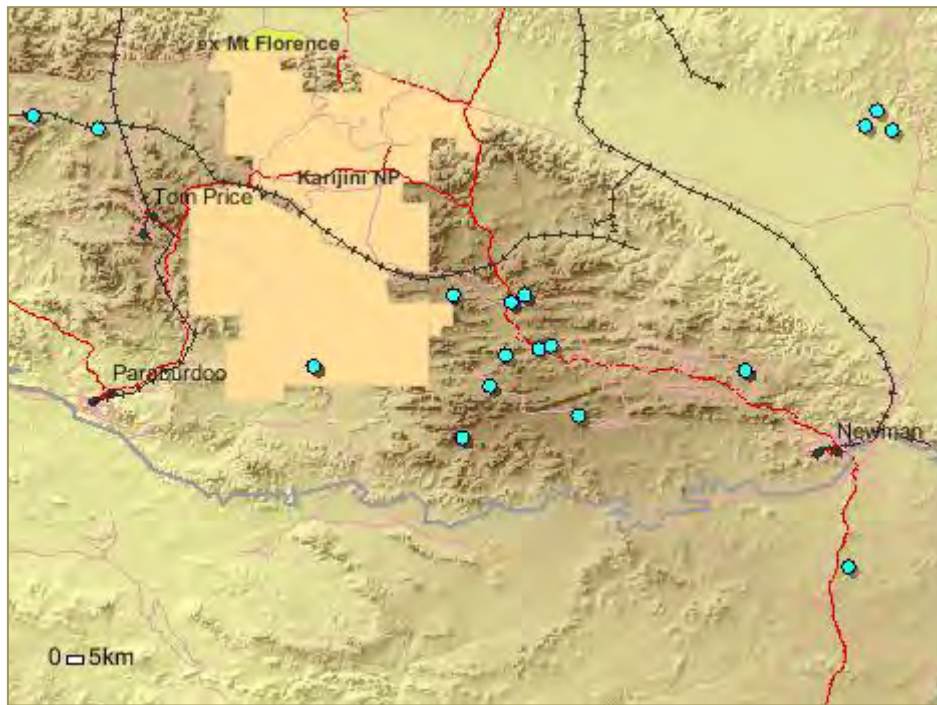 ex Mt Florence
Karijini NP
Tom Price
Paraburdoo
Newman
0 5km